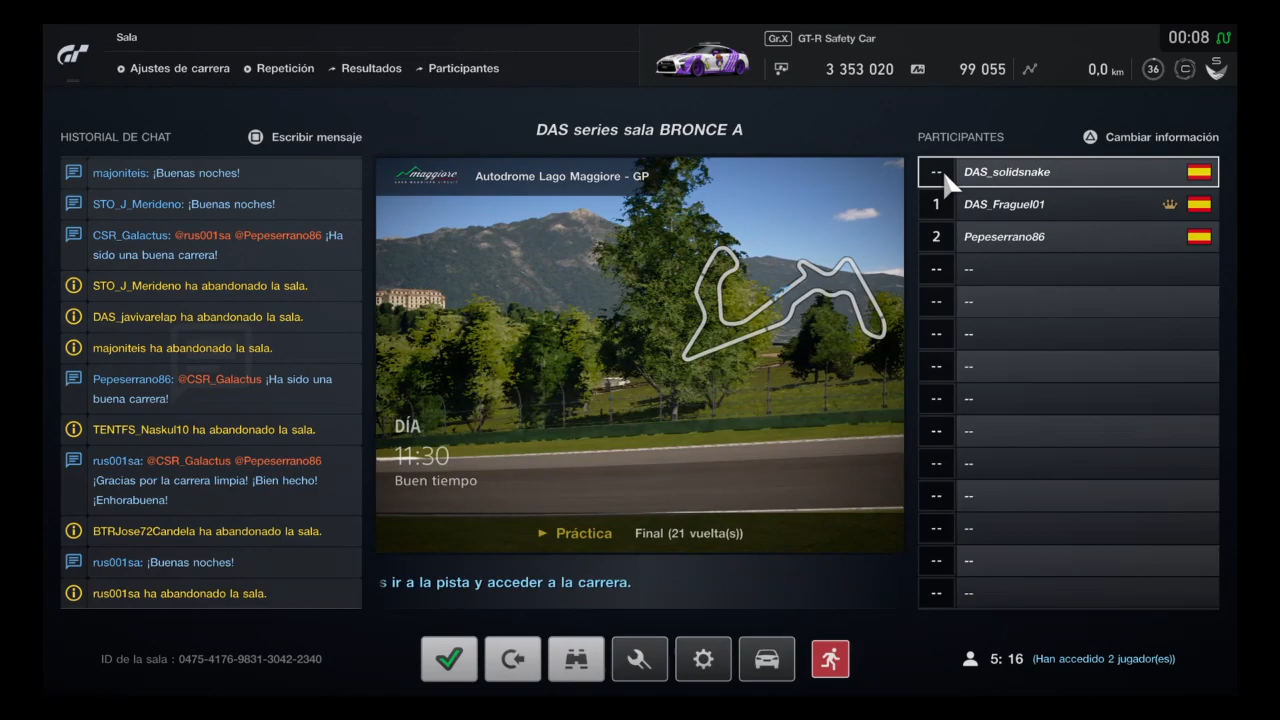 Sala
Gr.X GT-R Safety Car
00:08
Ajustes de carrera Repetición Resultados Participantes
3 353 020 99 055 0,0 km 36 C S
HISTORIAL DE CHAT Escribir mensaje
DAS series sala BRONCE A
PARTICIPANTES Cambiar información
majoniteis: ¡Buenas noches!
STO_J_Merideno: ¡Buenas noches!
CSR_Galactus: @rus001sa @Pepeserrano86 ¡Ha
sido una buena carrera!
STO_J_Merideno ha abandonado la sala.
DAS_javivarelap ha abandonado la sala.
majoniteis ha abandonado la sala.
Pepeserrano86: @CSR_Galactus ¡Ha sido una
buena carrera!
TENTFS_Naskul10 ha abandonado la sala.
rus001sa: @CSR_Galactus @Pepeserrano86
¡Gracias por la carrera limpia! ¡Bien hecho!
¡Enhorabuena!
BTRJose72Candela ha abandonado la sala.
rus001sa: ¡Buenas noches!
rus001sa ha abandonado la sala.
maggiore Autodrome Lago Maggiore - GP
DÍA
11:30
Buen tiempo
Práctica Final (21 vuelta(s))
s ir a la pista y acceder a la carrera.
-- DAS_solidsnake
1 DAS_Fraguel01
2 Pepeserrano86
-- --
-- --
-- --
-- --
-- --
-- --
-- --
-- --
-- --
-- --
-- --
ID de la sala : 0475-4176-9831-3042-2340
5: 16 (Han accedido 2 jugador(es))